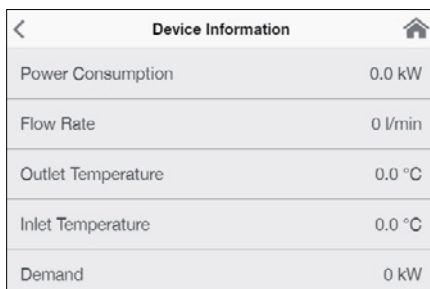 Device Information
Power Consumption 0.0 kW
Flow Rate 0 l/min
Outlet Temperature 0.0 °C
Inlet Temperature 0.0 °C
Demand 0 kW